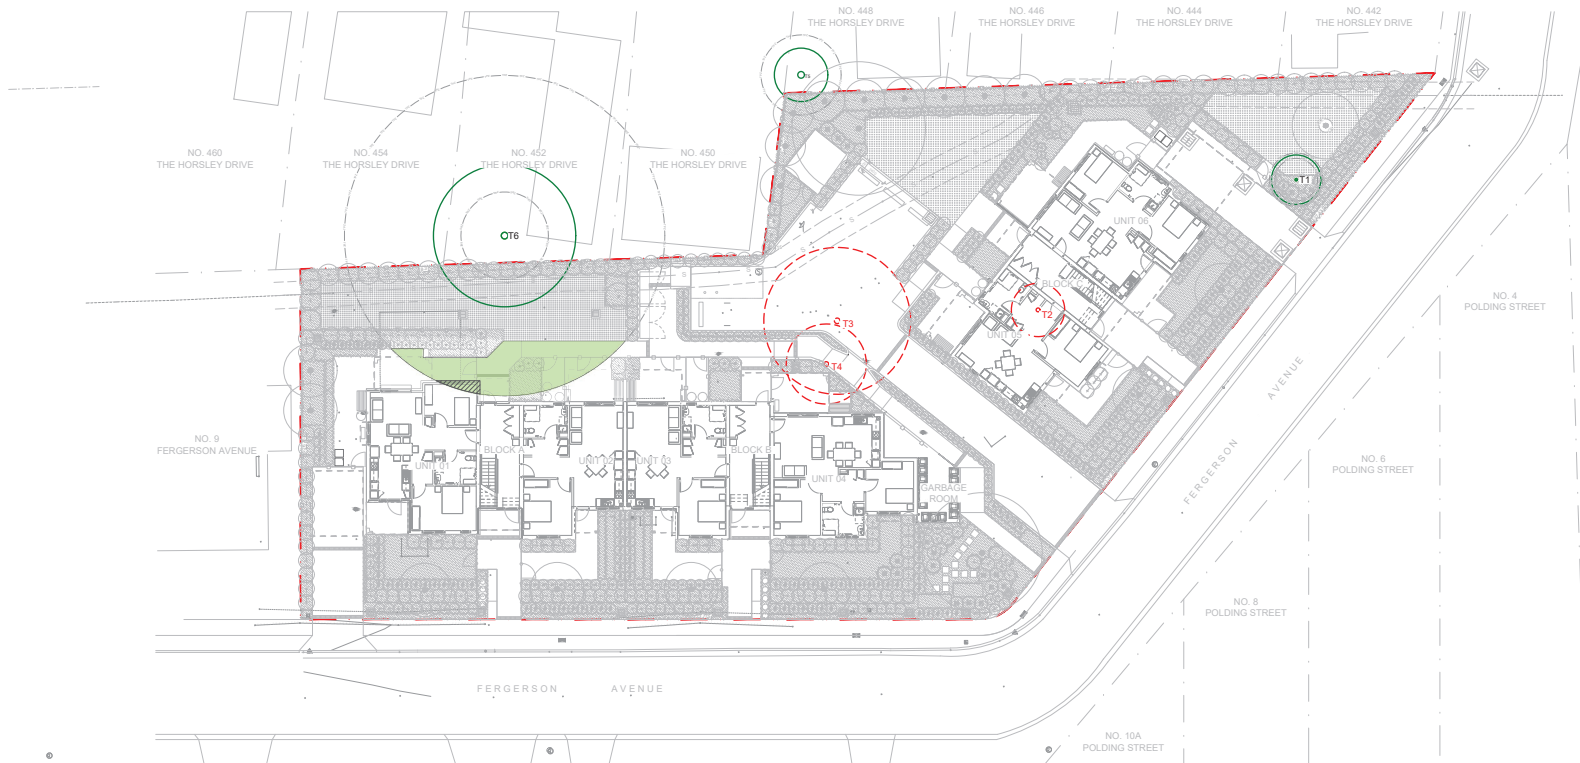 NO. 448
THE HORSLEY DRIVE
NO. 446
THE HORSLEY DRIVE
NO. 444
THE HORSLEY DRIVE
NO. 442
THE HORSLEY DRIVE
NO. 460
THE HORSLEY DRIVE
NO. 454
THE HORSLEY DRIVE
NO. 452
THE HORSLEY DRIVE
NO. 450
THE HORSLEY DRIVE
T1
UNIT 06
T6
BLOCK C
T2
T3
UNIT 05
T4
NO. 4
POLDING STREET
FERGERSON AVENUE
NO. 9
FERGERSON AVENUE
UNIT 01
BLOCK A
UNIT 02
UNIT 03
BLOCK B
UNIT 04
GARBAGE
ROOM
NO. 6
POLDING STREET
NO. 8
POLDING STREET
FERGERSON AVENUE
NO. 10A
POLDING STREET